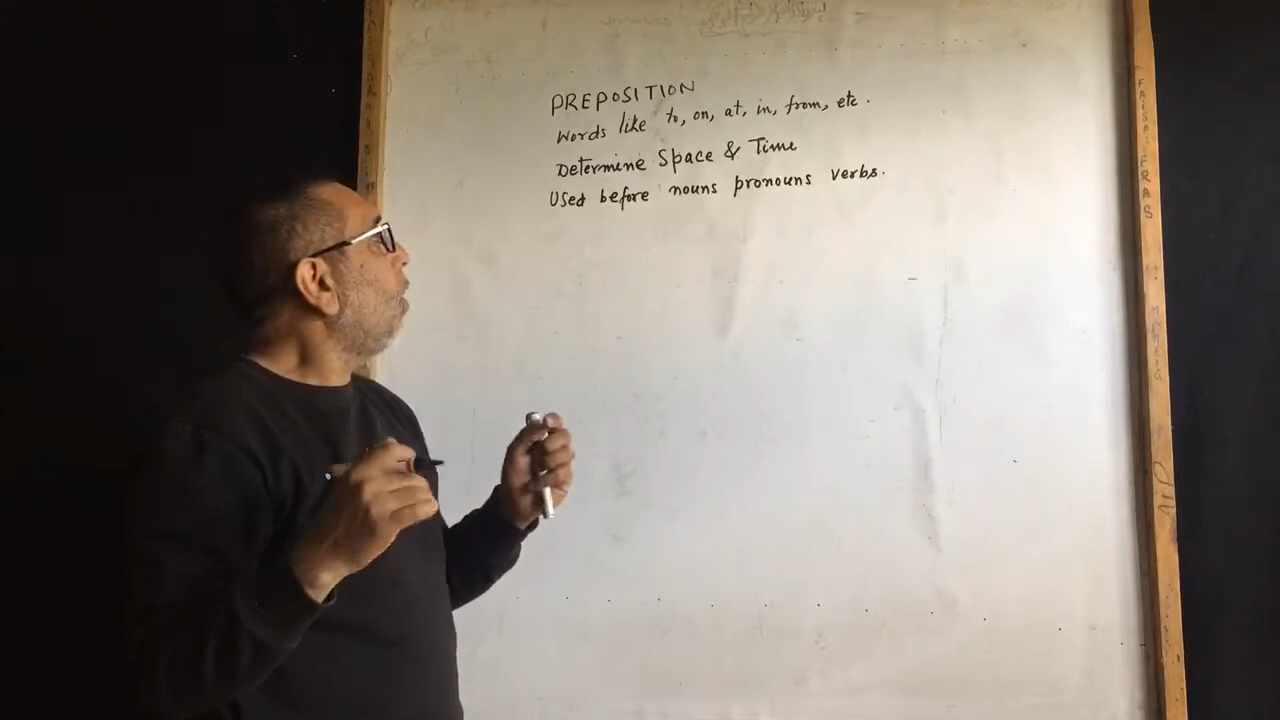 PREPOSITION
Words like to, on, at, in, from, etc.
Determine Space & Time
Used before nouns pronouns verbs.